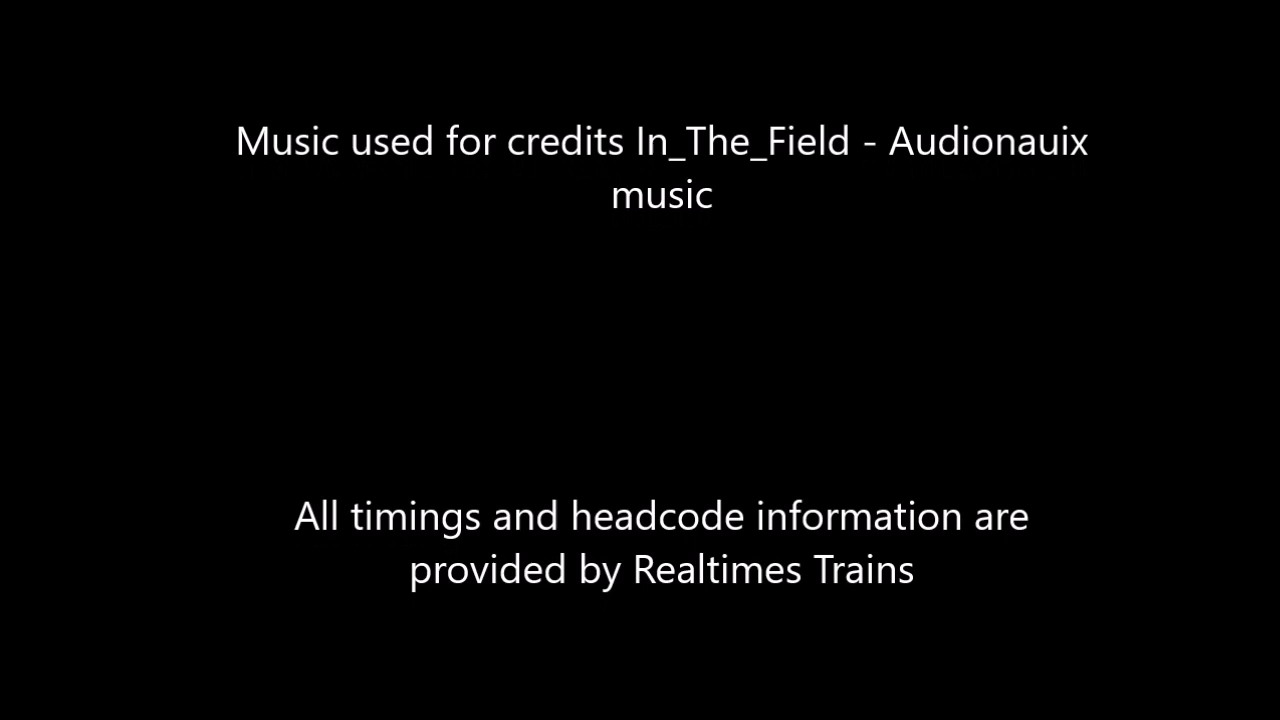 Music used for credits In_The_Field - Audionauix
music
All timings and headcode information are
provided by Realtimes Trains